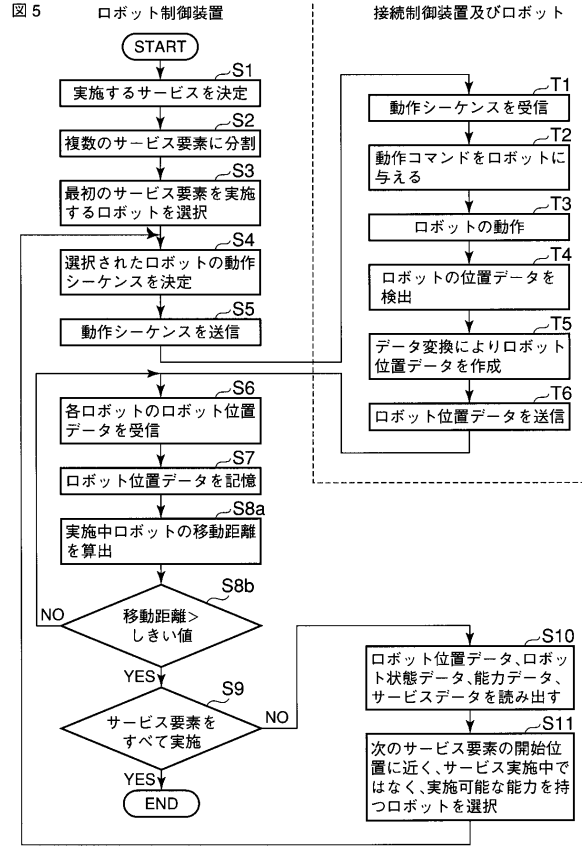 図5
ロボット制御装置
接続制御装置及びロボット
START
S1
実施するサービスを決定
S2
複数のサービス要素に分割
S3
最初のサービス要素を実施
するロボットを選択
S4
選択されたロボットの動作
シーケンスを決定
S5
動作シーケンスを送信
T1
動作シーケンスを受信
T2
動作コマンドをロボットに
与える
T3
ロボットの動作
T4
ロボットの位置データを
検出
T5
データ変換によりロボット
位置データを作成
T6
ロボット位置データを送信
S6
各ロボットのロボット位置
データを受信
S7
ロボット位置データを記憶
S8a
実施中ロボットの移動距離
を算出
S8b
移動距離>
しきい値
NO
YES
S9
サービス要素を
すべて実施
NO
YES
END
S10
ロボット位置データ、ロボット
状態データ、能力データ、
サービスデータを読み出す
S11
次のサービス要素の開始位
置に近く、サービス実施中で
はなく、実施可能な能力を持
つロボットを選択